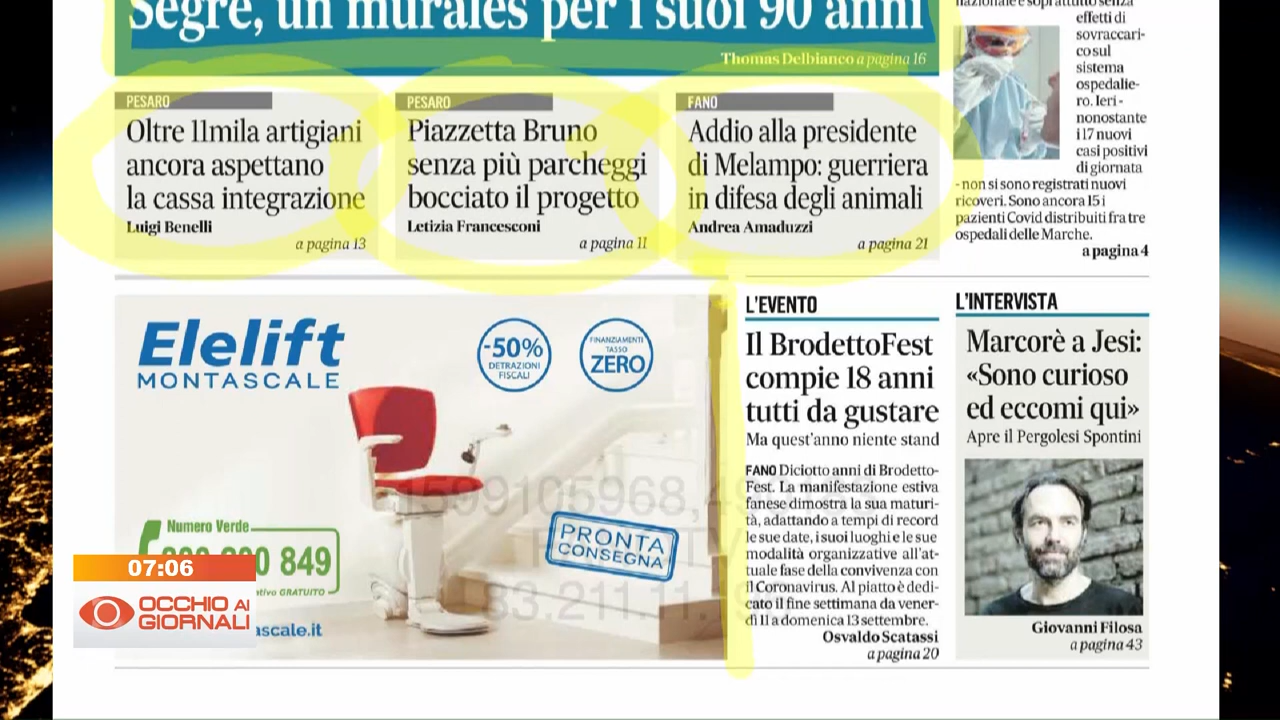 Segre, un murales per i suoi 90 anni
Thomas Delbianco a pagina 16
PESARO
Oltre 11mila artigiani
ancora aspettano
la cassa integrazione
Luigi Benelli
a pagina 13
PESARO
Piazzetta Bruno
senza più parcheggi
bocciato il progetto
Letizia Francesconi
a pagina 11
FANO
Addio alla presidente
di Melampo: guerriera
in difesa degli animali
Andrea Amaduzzi
a pagina 21
effetti di
sovraccari-
co sul
sistema
ospedalie-
ro. Ieri -
nonostante
i 17 nuovi
casi positivi
di giornata
- non si sono registrati nuovi
ricoveri. Sono ancora 15 i
pazienti Covid distribuiti fra tre
ospedali delle Marche.
a pagina 4
Elelift
MONTASCALE
-50%
DETRAZIONI
FISCALI
FINANZIAMENTI
TASSO
ZERO
PRONTA
CONSEGNA
Numero Verde
849
GRATUITO
ascale.it
L'EVENTO
Il BrodettoFest
compie 18 anni
tutti da gustare
Ma quest'anno niente stand
FANO Diciotto anni di Brodetto-
Fest. La manifestazione estiva
fanese dimostra la sua maturi-
tà, adattando a tempi di record
le sue date, i suoi luoghi e le sue
modalità organizzative all'at-
tuale fase della convivenza con
il Coronavirus. Al piatto è dedi-
cato il fine settimana da vener-
dì 11 a domenica 13 settembre.
Osvaldo Scatassi
a pagina 20
L'INTERVISTA
Marcorè a Jesi:
«Sono curioso
ed eccomi qui»
Apre il Pergolesi Spontini
Giovanni Filosa
a pagina 43
07:06
OCCHIO AI
GIORNALI